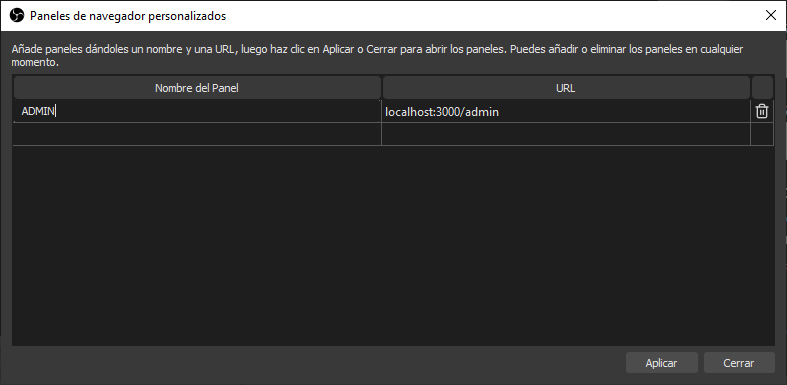 Paneles de navegador personalizados
Añade paneles dándoles un nombre y una URL, luego haz clic en Aplicar o Cerrar para abrir los paneles. Puedes añadir o eliminar los paneles en cualquier
momento.
Nombre del Panel URL
ADMIN localhost:3000/admin
Aplicar Cerrar